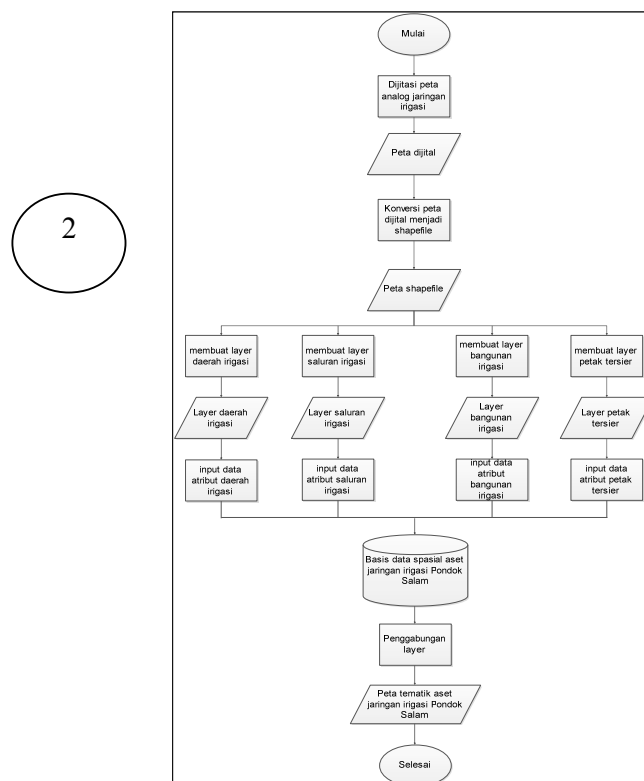 Mulai
Dijitasi peta
analog jaringan
irigasi
Peta dijital
2
Konversi peta
dijital menjadi
shapefile
Peta shapefile
membuat layer
daerah irigasi
membuat layer
saluran irigasi
membuat layer
bangunan
irigasi
membuat layer
petak tersier
Layer daerah
irigasi
Layer saluran
irigasi
Layer
bangunan
irigasi
Layer petak
tersier
input data
atribut daerah
irigasi
input data
atribut saluran
irigasi
input data
atribut
bangunan
irigasi
input data
atribut petak
tersier
Basis data spasial aset
jaringan irigasi Pondok
Salam
Penggabungan
layer
Peta tematik aset
jaringan irigasi Pondok
Salam
Selesai